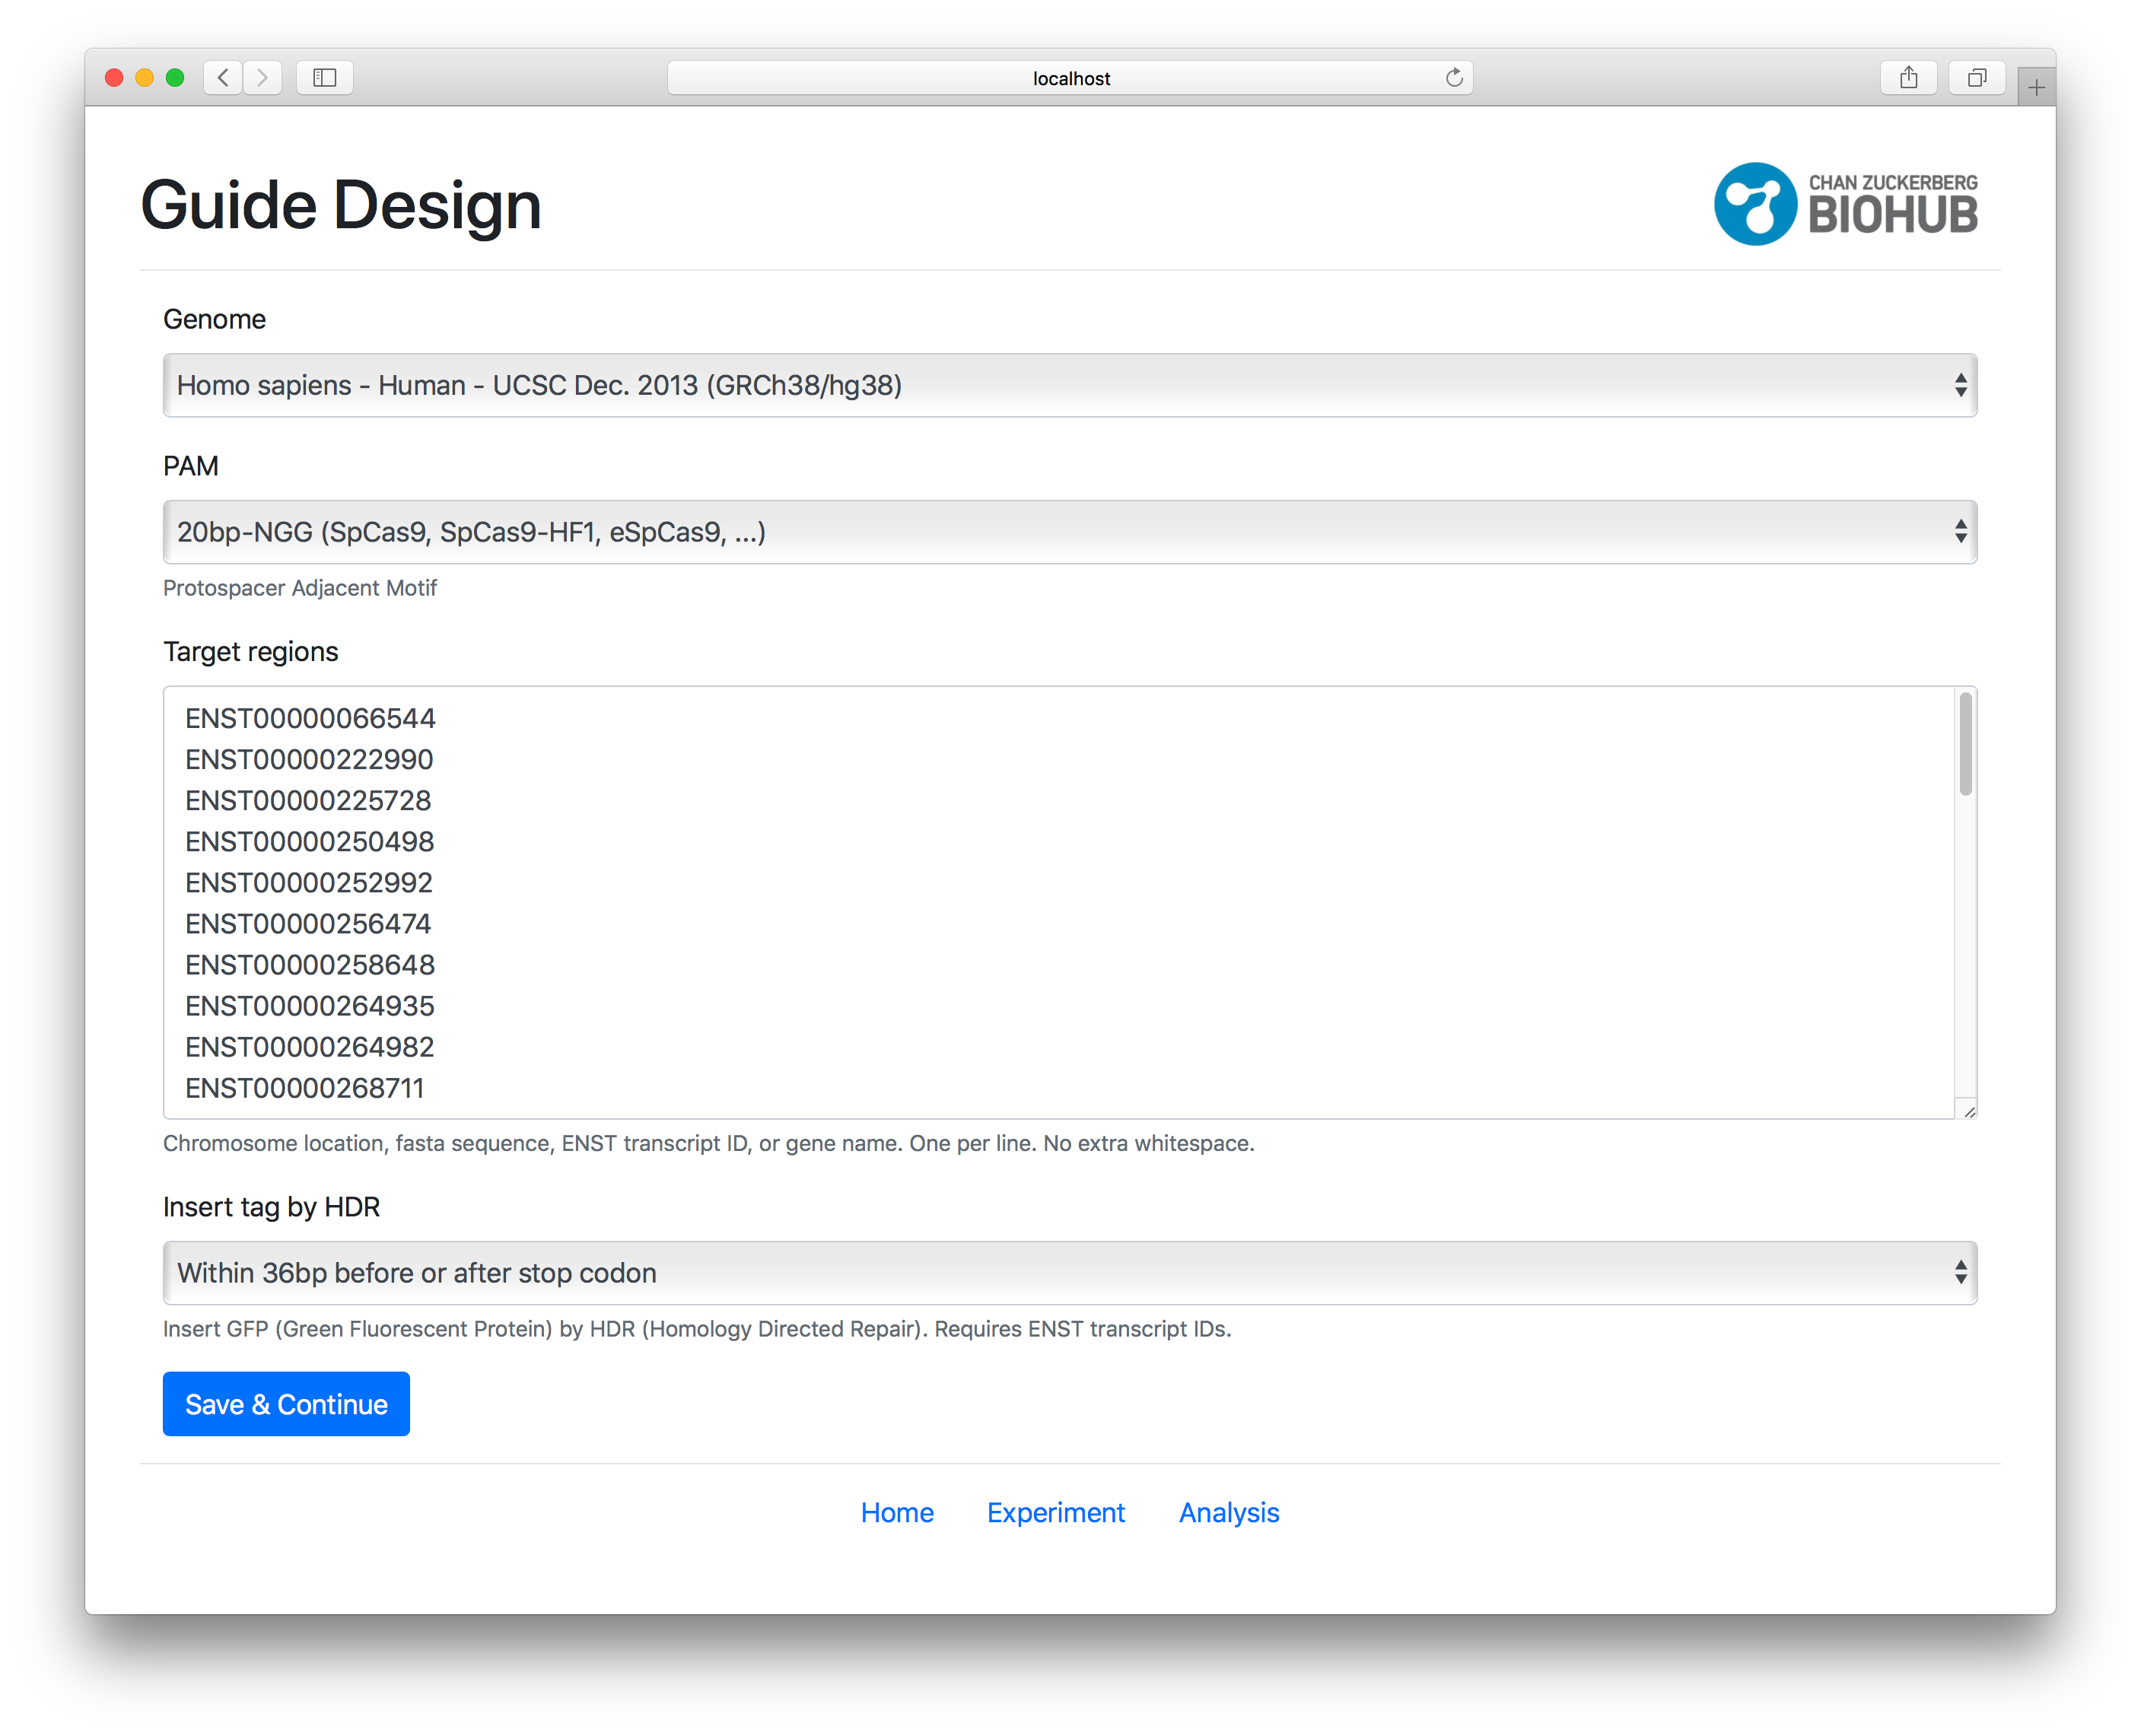 localhost
Guide Design
CHAN ZUCKERBERG
BIOHUB
Genome
Homo sapiens - Human - UCSC Dec. 2013 (GRCh38/hg38)
PAM
20bp-NGG (SpCas9, SpCas9-HF1, eSpCas9, ...)
Protospacer Adjacent Motif
Target regions
ENST00000066544
ENST00000222990
ENST00000225728
ENST00000250498
ENST00000252992
ENST00000256474
ENST00000258648
ENST00000264935
ENST00000264982
ENST00000268711
Chromosome location, fasta sequence, ENST transcript ID, or gene name. One per line. No extra whitespace.
Insert tag by HDR
Within 36bp before or after stop codon
Insert GFP (Green Fluorescent Protein) by HDR (Homology Directed Repair). Requires ENST transcript IDs.
Save & Continue
Home Experiment Analysis